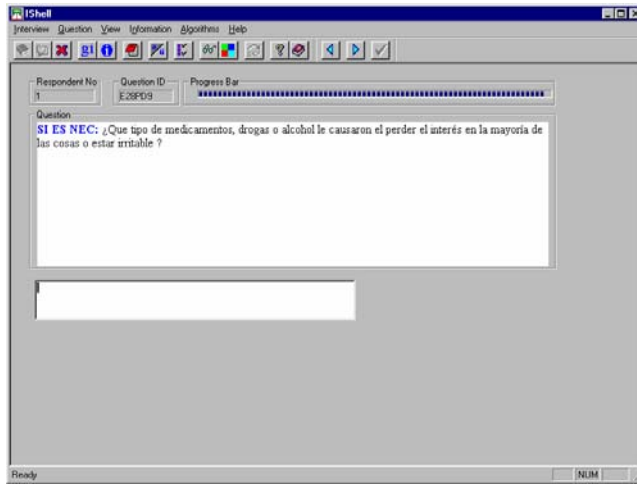 IShell
Interview Question View Information Algorithms Help
g1
Respondent No
Question ID
Progress Bar
1
E28PD9
Question
SI ES NEC: ¿Que tipo de medicamentos, drogas o alcohol le causaron el perder el interés en la mayoría de
las cosas o estar irritable ?
Ready
NUM